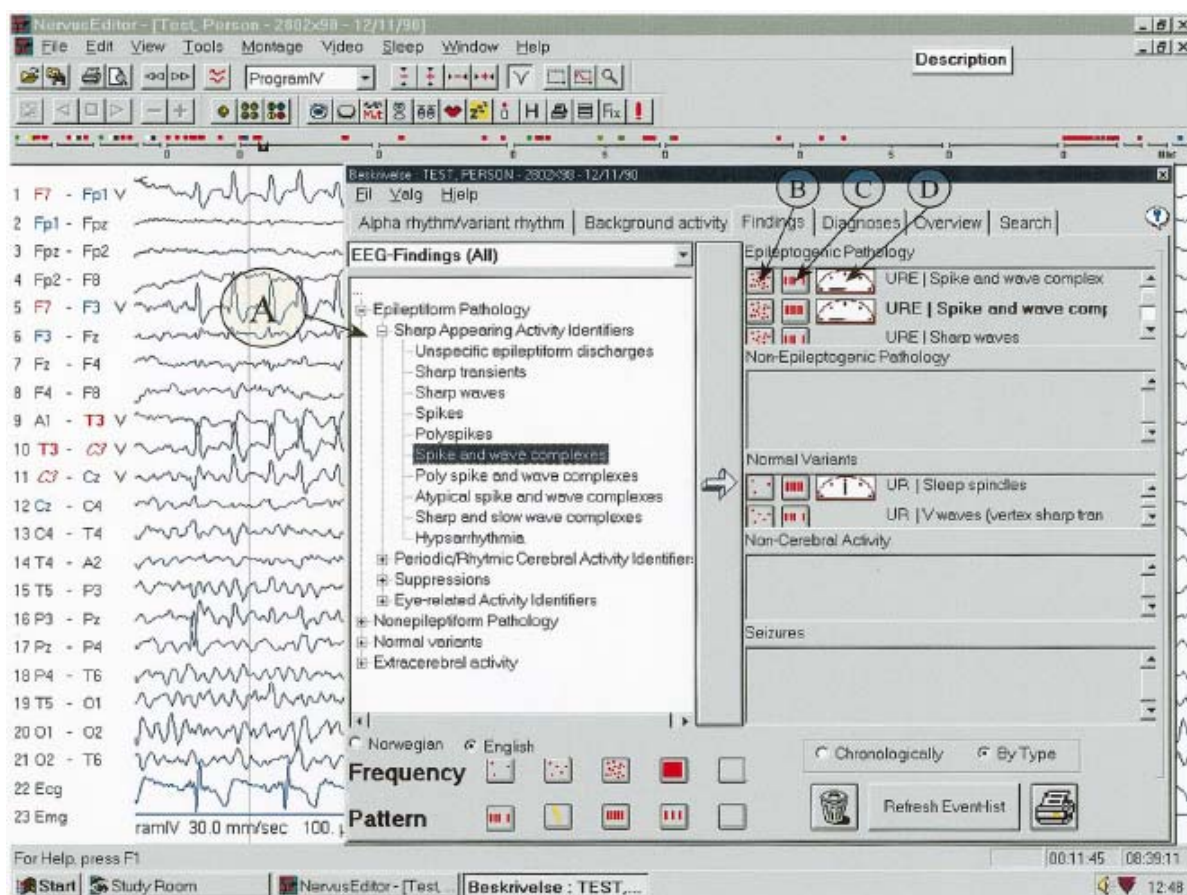 NervusEditor - [Test, Person - 2802x98 - 12/11/90]
File Edit View Tools Montage Video Sleep Window Help
Description
ProgramIV
Fix
Beskrivelse : TEST, PERSON - 2802X98 - 12/11/90
Fil Valg Hjelp
Alpha rhythm/variant rhythm Background activity Findings Diagnoses Overview Search
B C D
EEG-Findings (All)
...
Epileptiform Pathology
Sharp Appearing Activity Identifiers
Unspecific epileptiform discharges
Sharp transients
Sharp waves
Spikes
Polyspikes
Spike and wave complexes
Poly spike and wave complexes
Atypical spike and wave complexes
Sharp and slow wave complexes
Hypsarrhythmia
Periodic/Rhytmic Cerebral Activity Identifier
Suppressions
Eye-related Activity Identifiers
Nonepileptiform Pathology
Normal variants
Extracerebral activity
Epileptogenic Pathology
URE | Spike and wave complex
URE | Spike and wave comp
URE | Sharp waves
Non-Epileptogenic Pathology
Normal Variants
UR | Sleep spindles
UR | V waves (vertex sharp tran
Non-Cerebral Activity
Seizures
Norwegian English
Frequency
Pattern
Chronologically By Type
Refresh Event-list
1 F7 - Fp1 V
2 Fp1 - Fpz
3 Fpz - Fp2
4 Fp2 - F8
5 F7 - F3 V
A
6 F3 - Fz
7 Fz - F4
8 F4 - F8
9 A1 - T3 V
10 T3 - C3 V
11 C3 - Cz V
12 Cz - C4
13 C4 - T4
14 T4 - A2
15 T5 - P3
16 P3 - Pz
17 Pz - P4
18 P4 - T6
19 T5 - O1
20 O1 - O2
21 O2 - T6
22 Ecg
23 Emg
ramIV 30.0 mm/sec 100.
For Help, press F1
00:11:45 08:39:11
Start Study Room NervusEditor - [Test, ... Beskrivelse : TEST,... 12:48